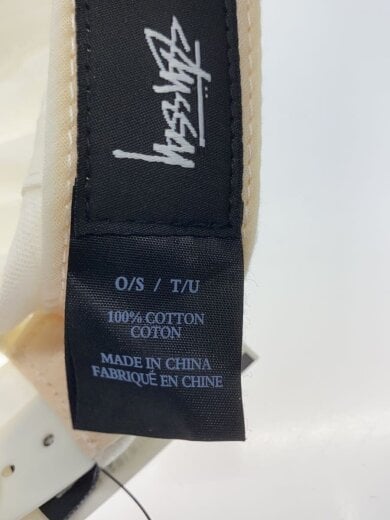 Stüssy
O/S / T/U
100% COTTON
COTON
MADE IN CHINA
FABRIQUÉ EN CHINE